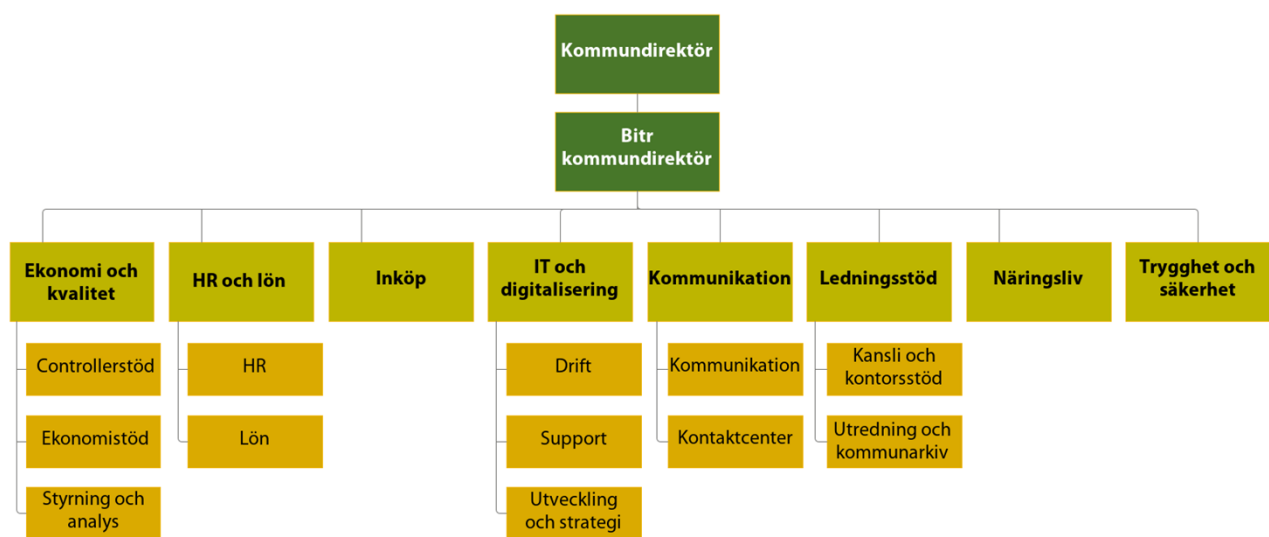 Kommundirektör
Bitr
kommundirektör
Ekonomi och
kvalitet
HR och lön
Inköp
IT och
digitalisering
Kommunikation
Ledningsstöd
Näringsliv
Trygghet och
säkerhet
Controllerstöd
Ekonomistöd
Styrning och
analys
HR
Lön
Drift
Support
Utveckling
och strategi
Kommunikation
Kontaktcenter
Kansli och
kontorsstöd
Utredning och
kommunarkiv